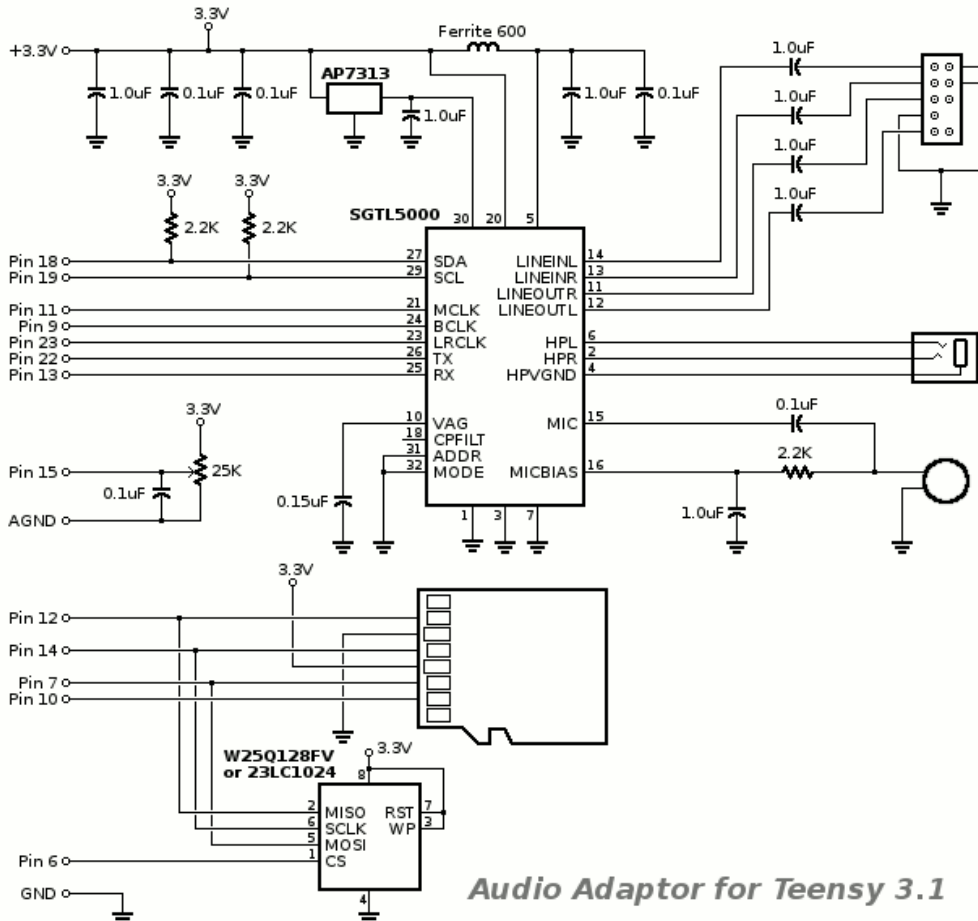 3.3V
Ferrite 600
+3.3V
1.0uF
0.1uF
0.1uF
AP7313
1.0uF
1.0uF
0.1uF
1.0uF
1.0uF
1.0uF
1.0uF
3.3V
3.3V
2.2K
2.2K
SGTL5000
30
20
5
Pin 18
27
SDA
LINEINL
14
Pin 19
29
SCL
LINEINR
13
LINEOUTR
11
Pin 11
21
MCLK
LINEOUTL
12
Pin 9
24
BCLK
Pin 23
23
LRCLK
HPL
6
Pin 22
26
TX
HPR
2
Pin 13
25
RX
HPVGND
4
3.3V
10
VAG
MIC
15
0.1uF
18
CPFILT
31
ADDR
Pin 15
25K
32
MODE
MICBIAS
16
2.2K
0.1uF
0.15uF
1.0uF
AGND
1
3
7
3.3V
Pin 12
Pin 14
Pin 7
Pin 10
W25Q128FV
or 23LC1024
3.3V
8
2
MISO
RST
7
6
SCLK
WP
3
5
MOSI
Pin 6
1
CS
GND
4
Audio Adaptor for Teensy 3.1